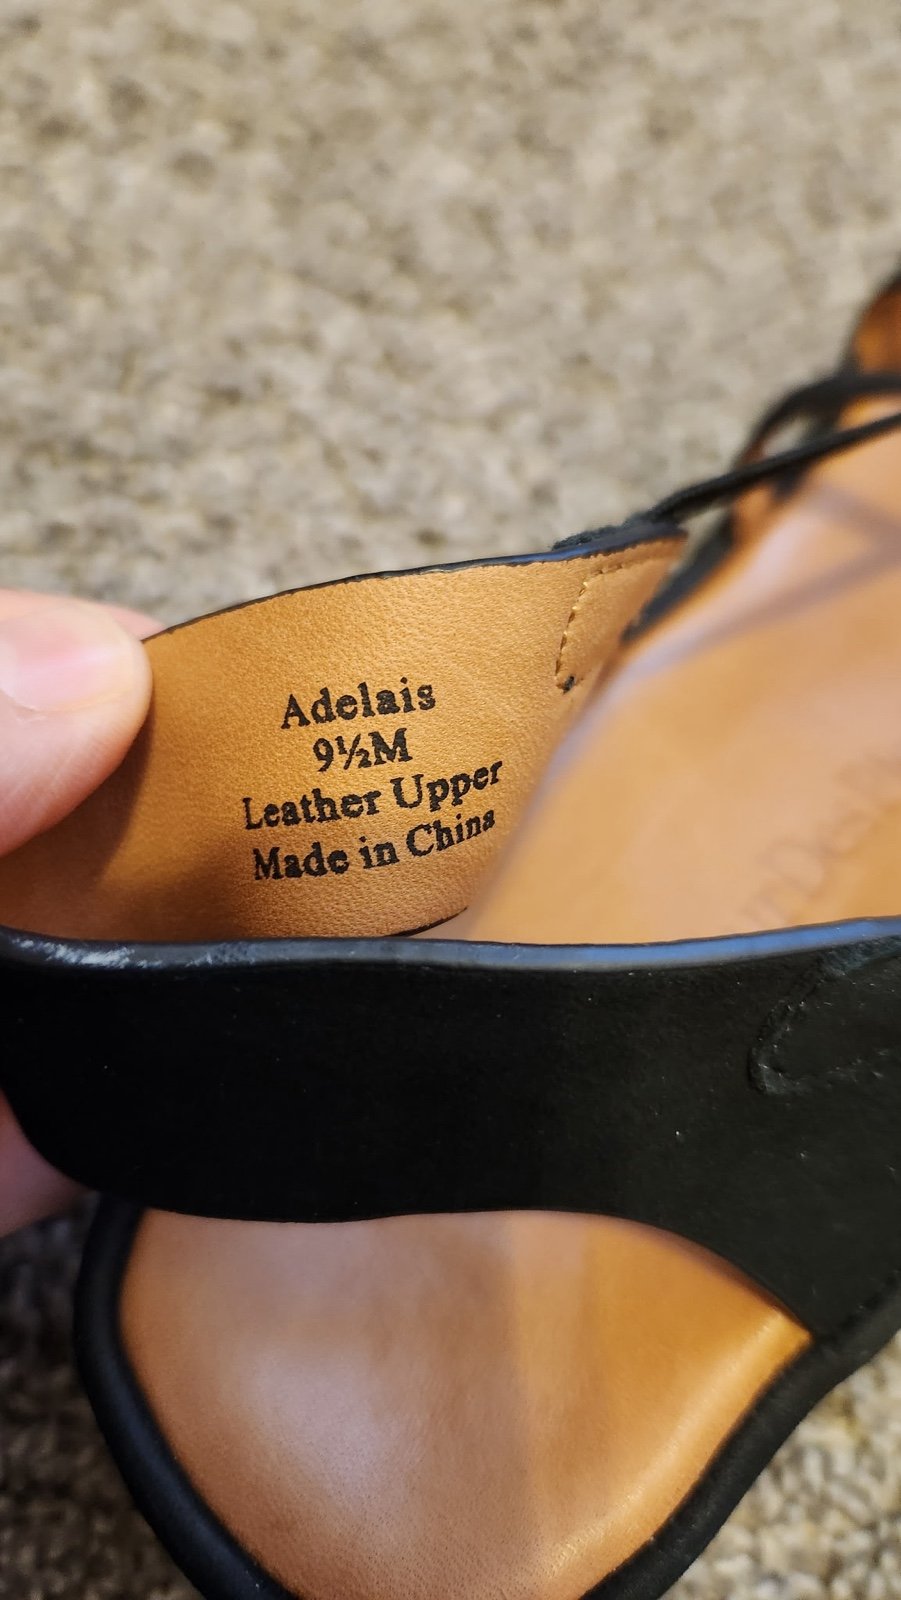 Adelais
9½M
Leather Upper
Made in China